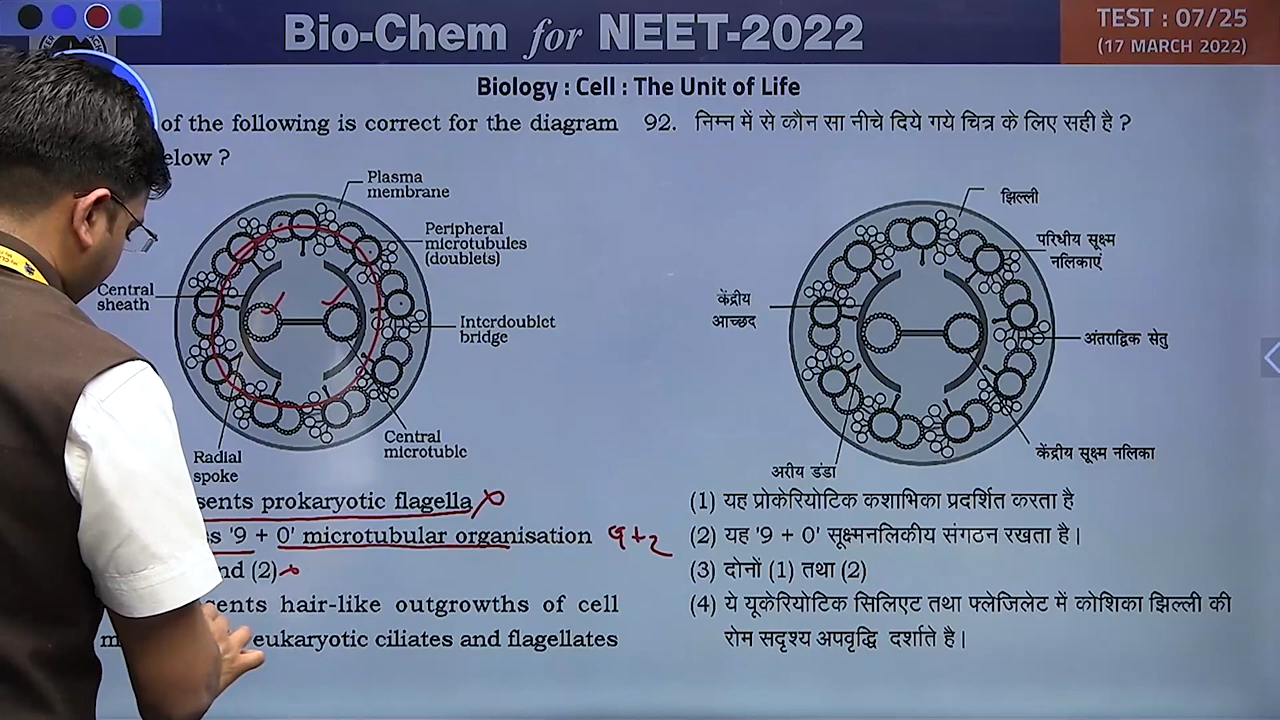 Bio-Chem for NEET-2022
TEST : 07/25
(17 MARCH 2022)
Biology : Cell : The Unit of Life
of the following is correct for the diagram
elow ?
Plasma
membrane
Peripheral
microtubules
(doublets)
Central
sheath
Interdoublet
bridge
Central
microtubic
Radial
spoke
sents prokaryotic flagella
ss '9 + 0' microtubular organisation
9+2
nd (2)
sents hair-like outgrowths of cell
m eukaryotic ciliates and flagellates
92. निम्न में से कौन सा नीचे दिये गये चित्र के लिए सही है ?
झिल्ली
परिधीय सूक्ष्म
नलिकाएं
केंद्रीय
आच्छद
अंतराद्विक सेतु
केंद्रीय सूक्ष्म नलिका
अरीय डंडा
(1) यह प्रोकेरियोटिक कशाभिका प्रदर्शित करता है
(2) यह '9 + 0' सूक्ष्मनलिकीय संगठन रखता है।
(3) दोनों (1) तथा (2)
(4) ये यूकेरियोटिक सिलिएट तथा फ्लेजिलेट में कोशिका झिल्ली की
रोम सदृश्य अपवृद्धि दर्शाते है।